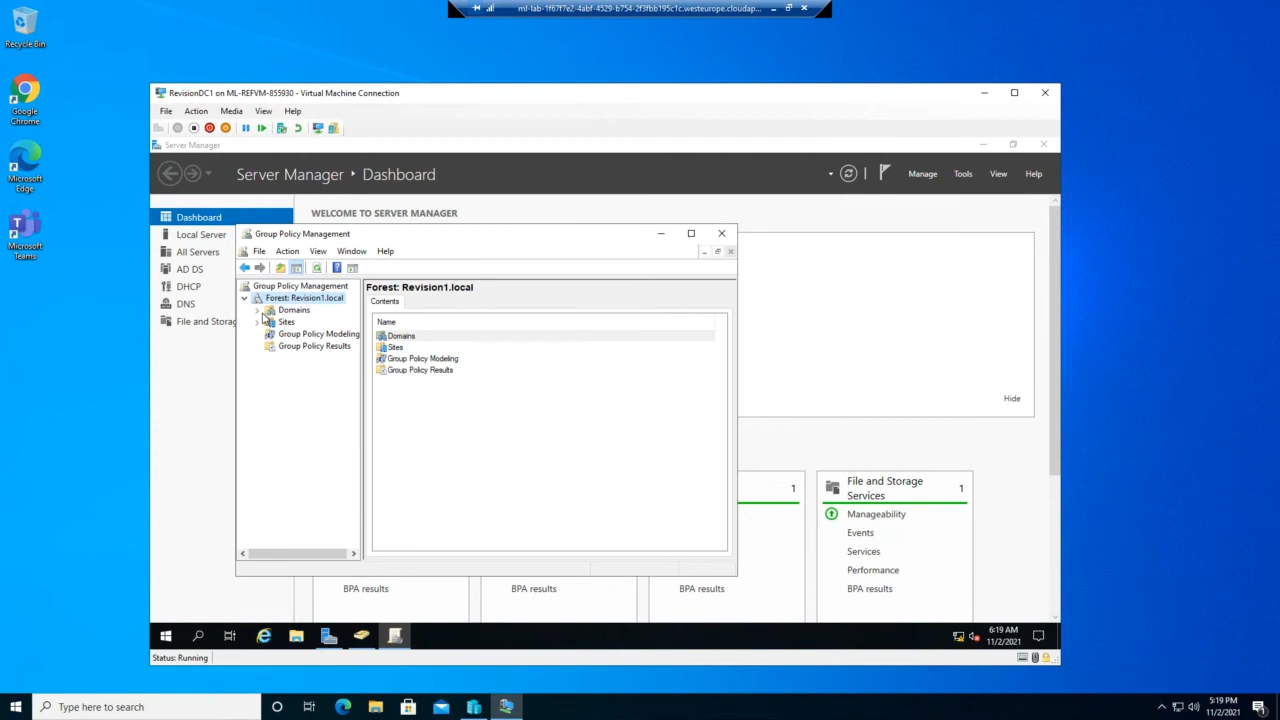 ml-lab-1f67f7e2-4abf-4529-b754-2f3fbb195c1c.westeurope.cloudap...
Recycle Bin
Google
Chrome
Microsoft
Edge
Microsoft
Teams
RevisionDC1 on ML-REFVM-855930 - Virtual Machine Connection
File Action Media View Help
Server Manager
Server Manager Dashboard
Manage Tools View Help
Dashboard
Local Server
All Servers
AD DS
DHCP
DNS
File and Storag
WELCOME TO SERVER MANAGER
Group Policy Management
File Action View Window Help
Group Policy Management
Forest: Revision1.local
Domains
Sites
Group Policy Modeling
Group Policy Results
Forest: Revision1.local
Contents
Name
Domains
Sites
Group Policy Modeling
Group Policy Results
Hide
1
File and Storage
Services
1
Manageability
Events
Services
Performance
BPA results
BPA results
BPA results
BPA results
6:19 AM
11/2/2021
Status: Running
Type here to search
5:19 PM
11/2/2021
1